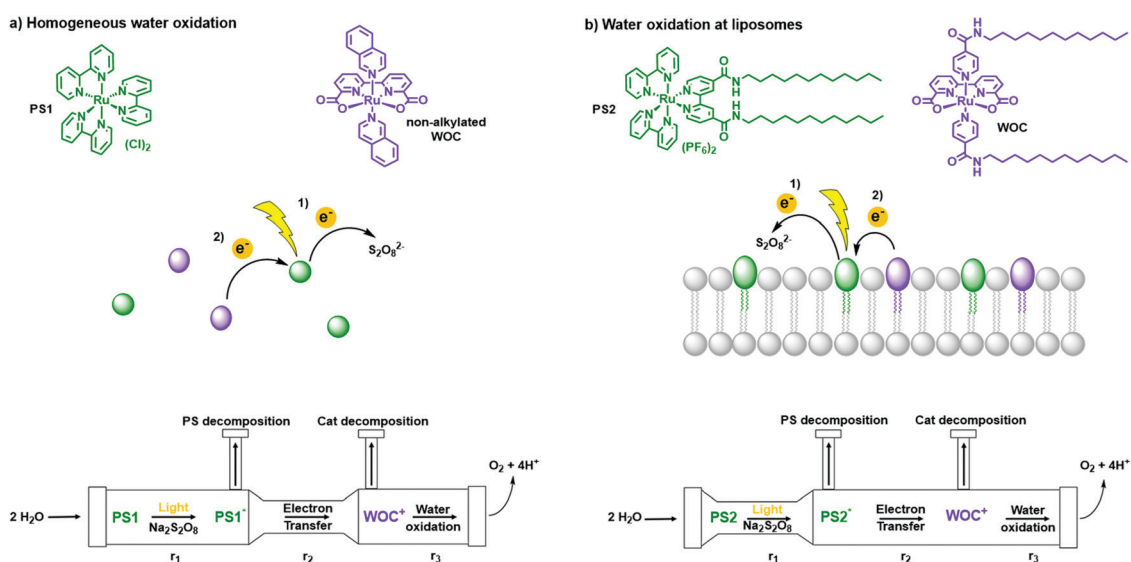 a) Homogeneous water oxidation
b) Water oxidation at liposomes
PS1
N
N
N
N
N
N
Ru
(Cl)2
N
N
N
Ru
N
O
O
O
O
non-alkylated
WOC
PS2
N
N
N
N
N
N
Ru
O
N
H
H
N
O
(PF6)2
O
H
N
N
N
N
Ru
N
O
O
O
O
O
N
H
WOC
1)
e-
2)
e-
S2O8 2-
1)
e-
2)
e-
S2O8 2-
PS decomposition
Cat decomposition
O2 + 4H+
2 H2O
PS1
Light
Na2S2O8
PS1*
Electron
Transfer
WOC+
Water
oxidation
r1
r2
r3
PS decomposition
Cat decomposition
O2 + 4H+
2 H2O
PS2
Light
Na2S2O8
PS2*
Electron
Transfer
WOC+
Water
oxidation
r1
r2
r3